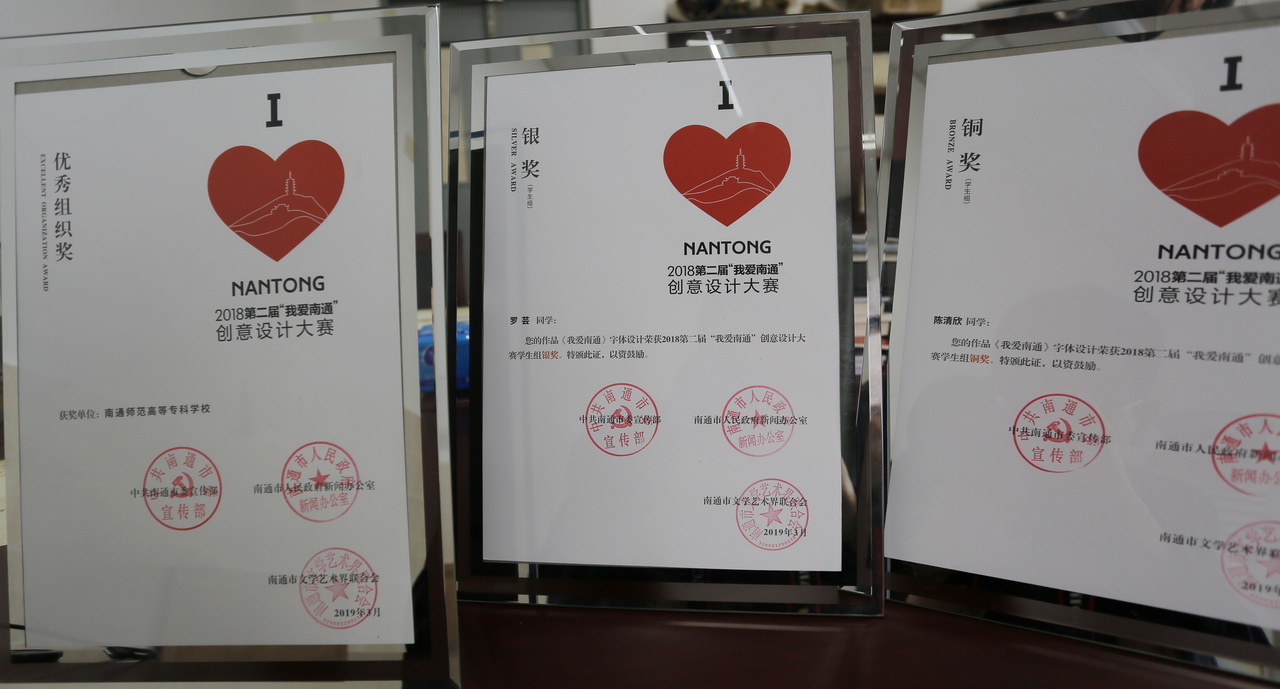 优秀组织奖
EXCELLENT ORGANIZATION AWARD
I
NANTONG
2018第二届“我爱南通”
创意设计大赛
获奖单位：南通师范高等专科学校
中共南通市委宣传部
南通市人民政府新闻办公室
南通市文学艺术界联合会
2019年3月
银奖（学生组）
SILVER AWARD
I
NANTONG
2018第二届“我爱南通”
创意设计大赛
罗芸 同学：
您的作品《我爱南通》字体设计荣获2018第二届“我爱南通”创意设计大
赛学生组银奖。特颁此证，以资鼓励。
中共南通市委宣传部
南通市人民政府新闻办公室
南通市文学艺术界联合会
2019年3月
铜奖（学生组）
BRONZE AWARD
I
NANTONG
2018第二届“我爱南通
创意设计大赛
陈清欣 同学：
您的作品《我爱南通》字体设计荣获2018第二届“我爱南通”创意
赛学生组铜奖。特颁此证，以资鼓励。
中共南通市委宣传部
南通市人民政府新闻办公室
南通市文学艺术界联
2019年